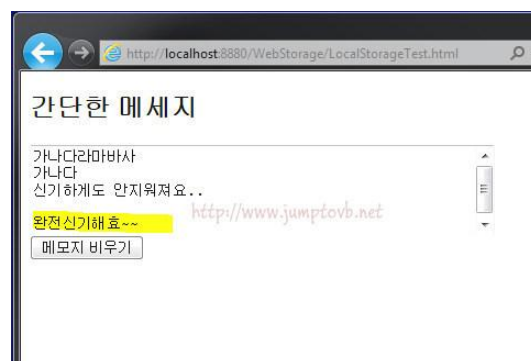 http://localhost:8880/WebStorage/LocalStorageTest.html
간단한 메세지
가나다라마바사
가나다
신기하게도 안지워져요..
http://www.jumptovb.net
완전신기해효~~
메모지 비우기